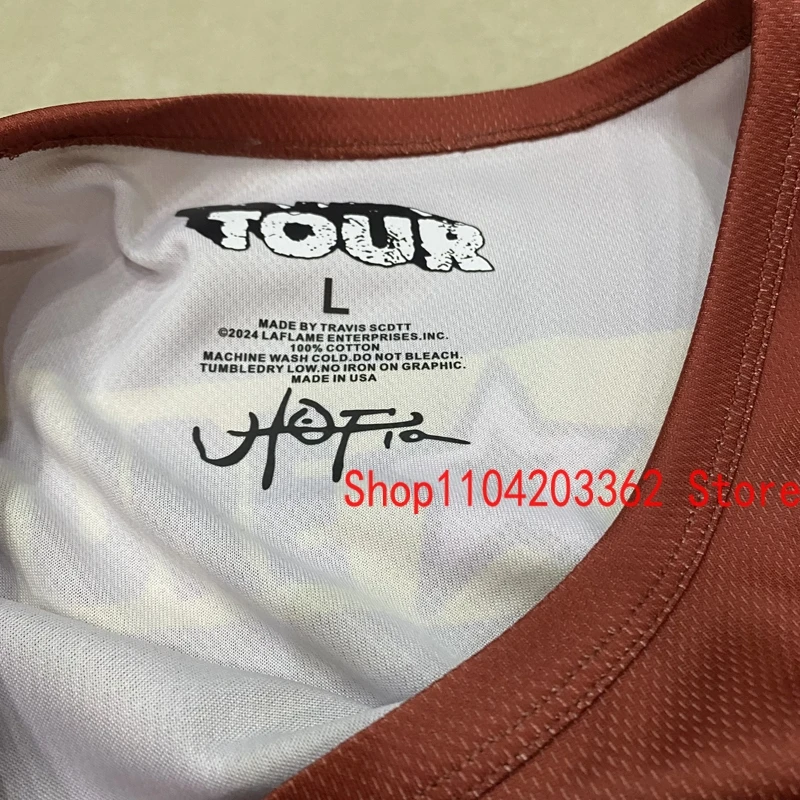 TOUR
L
MADE BY TRAVIS SCDTT
©2024 LAFLAME ENTERPRISES.INC.
100% COTTON
MACHINE WASH COLD.DO NOT BLEACH.
TUMBLEDRY LOW.NO IRON ON GRAPHIC.
MADE IN USA
Shop1104203362 Store